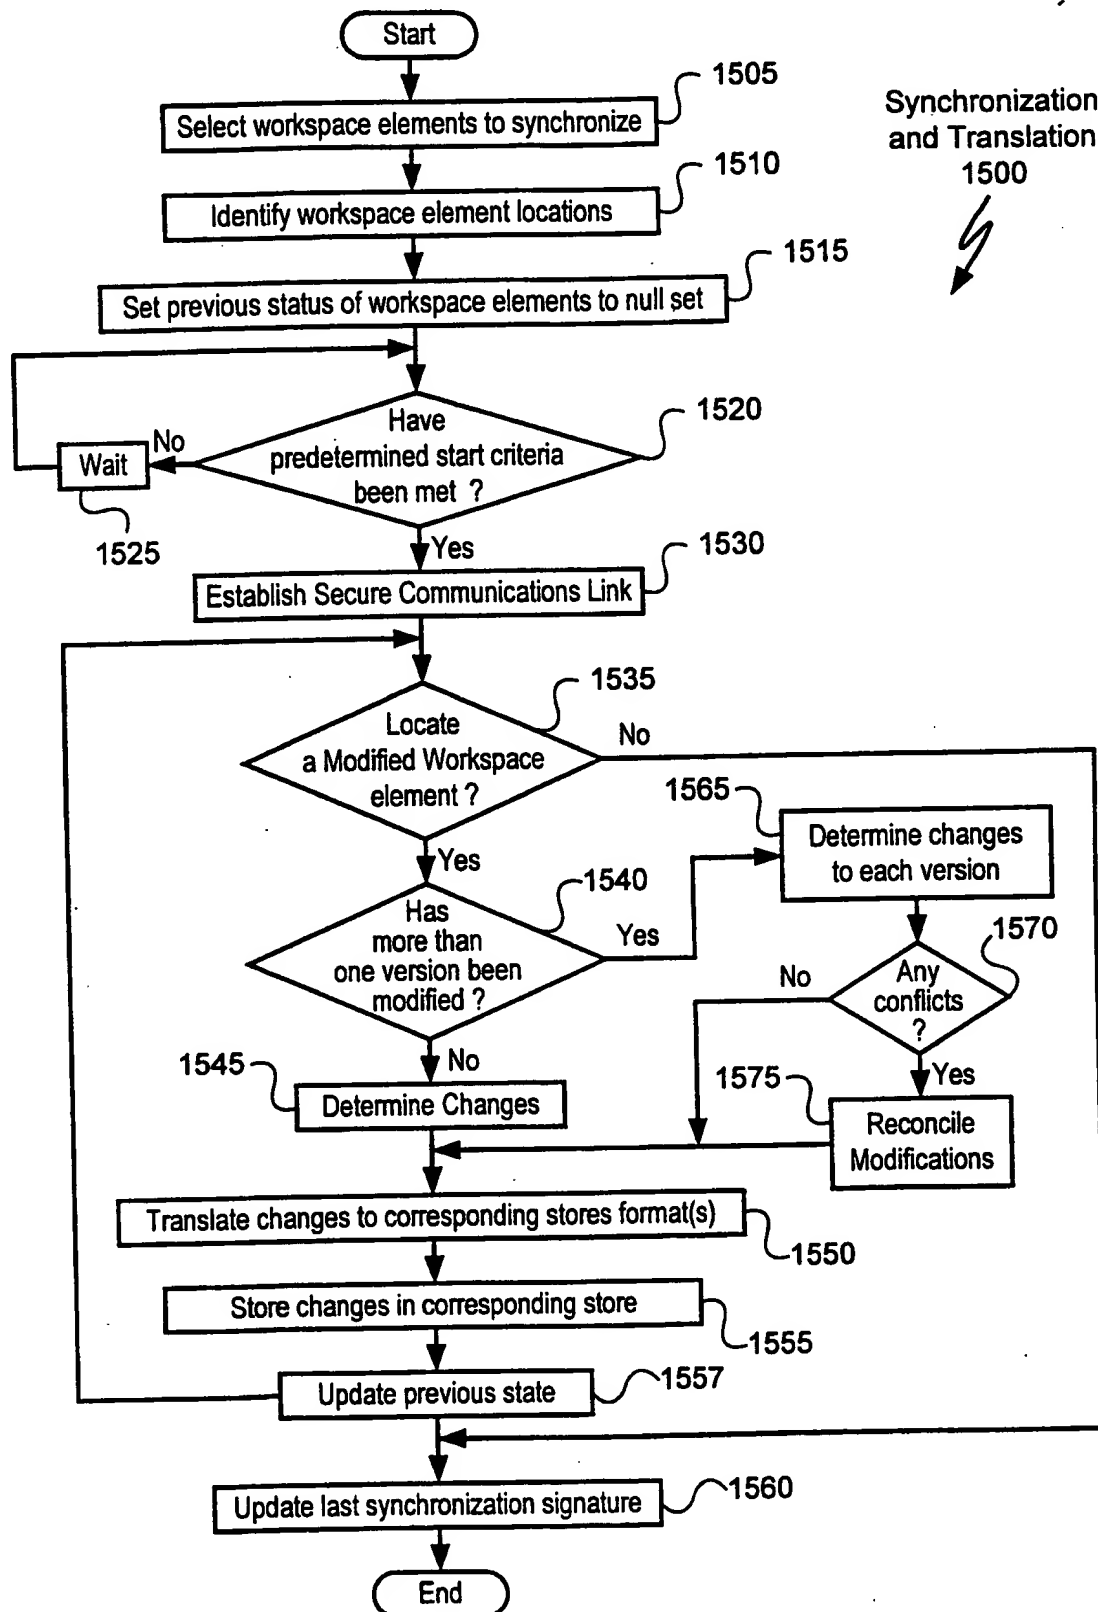 Start
1505
Select workspace elements to synchronize
Synchronization
and Translation
1500
1510
Identify workspace element locations
1515
Set previous status of workspace elements to null set
1520
Have
predetermined start criteria
been met ?
No
Wait
1525
Yes
1530
Establish Secure Communications Link
1535
Locate
a Modified Workspace
element ?
No
Yes
1565
Determine changes
to each version
1540
Has
more than
one version been
modified ?
Yes
1570
Any
conflicts
?
No
No
1545
Determine Changes
Yes
1575
Reconcile
Modifications
Translate changes to corresponding stores format(s)
1550
Store changes in corresponding store
1555
Update previous state
1557
Update last synchronization signature
1560
End